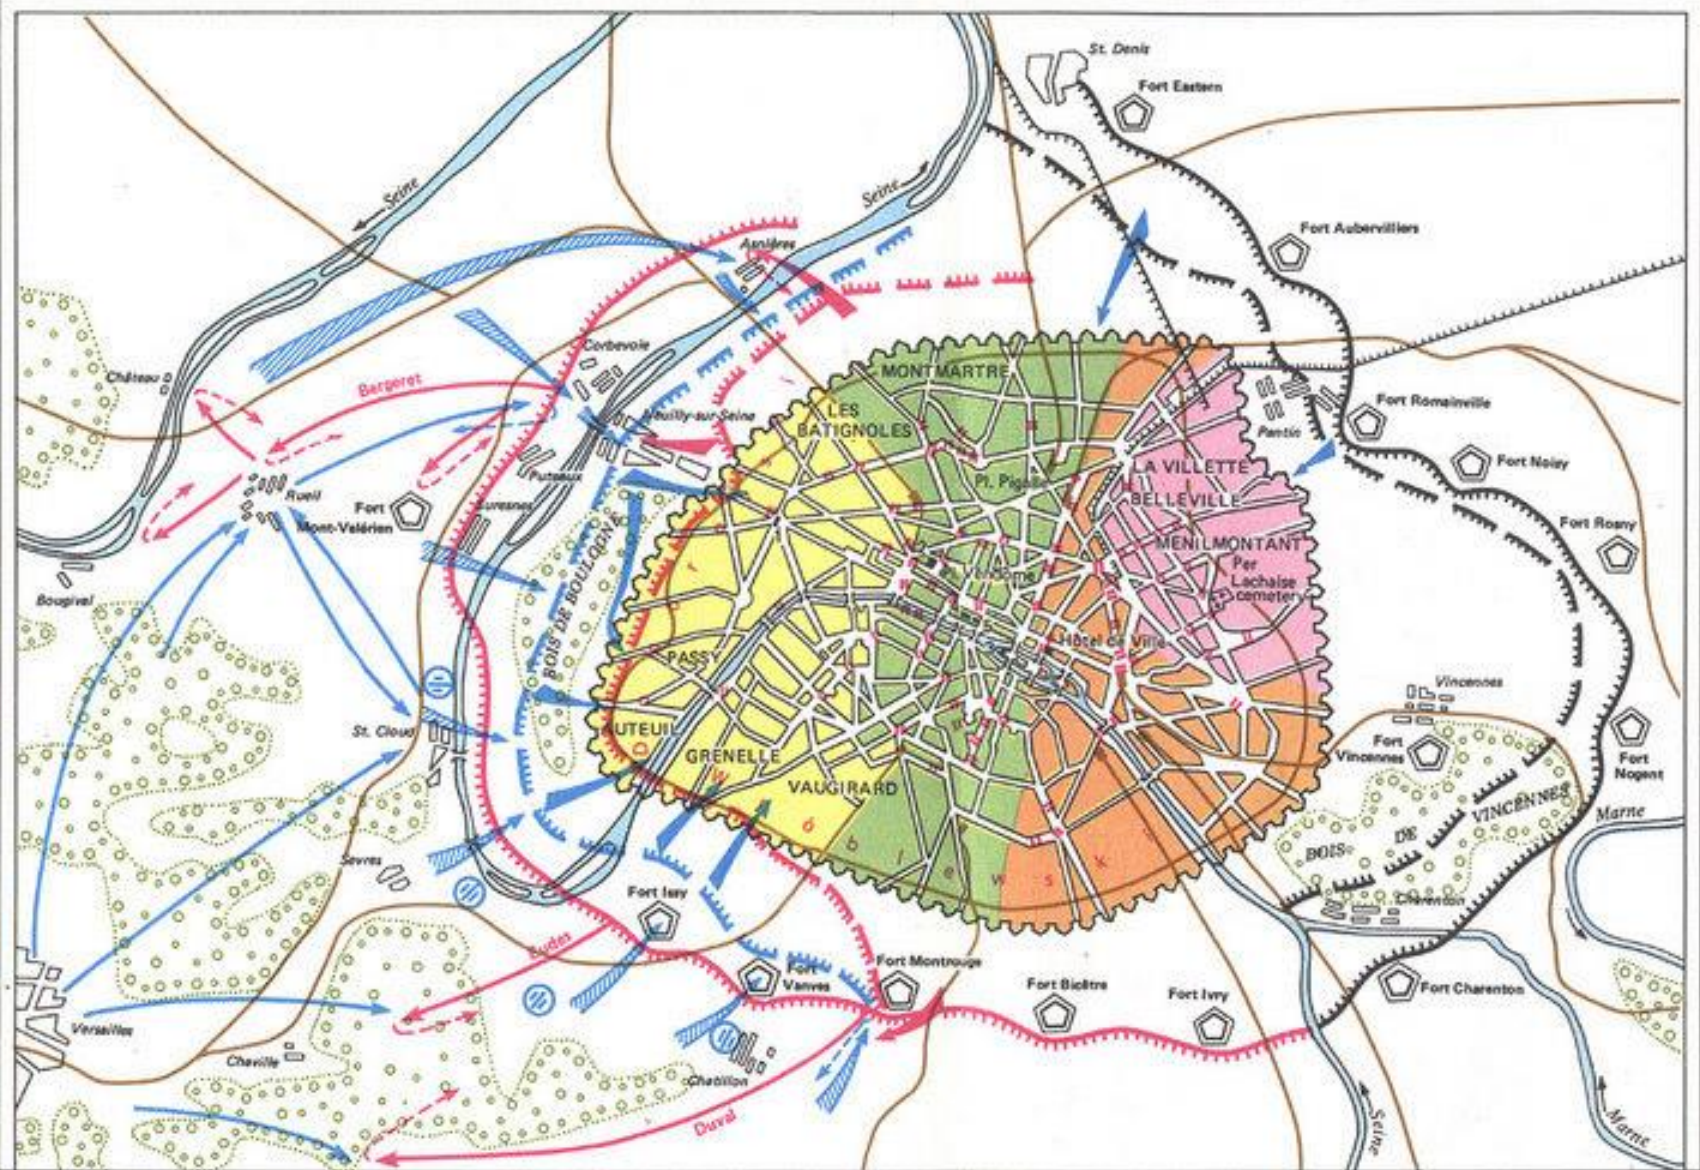 St. Denis
Fort Eastern
Seine
Seine
Fort Aubervilliers
Asnières
Corbevoie
Château
Bergeret
MONTMARTRE
Fort Romainville
LES
BATIGNOLES
Neuilly-sur-Seine
Pantin
Fort Noisy
LA VILLETTE
Puteaux
Pl. Pigalle
Rueil
BELLEVILLE
Suresnes
Fort
Mont-Valérien
Fort Rosny
MENILMONTANT
Per
Lachaise
cemetery
Vendome
Bougival
BOIS DE BOULOGNE
Hôtel de Ville
PASSY
Vincennes
St. Cloud
AUTEUIL
Fort
Vincennes
Fort
Nogent
GRENELLE
VAUGIRARD
Marne
BOIS
DE
VINCENNES
Sevres
Fort Issy
Charenton
Eudes
Fort
Vanves
Fort Montrouge
Fort Bicêtre
Fort Ivry
Fort Charenton
Versailles
Chaville
Chatillon
Duval
Seine
Marne